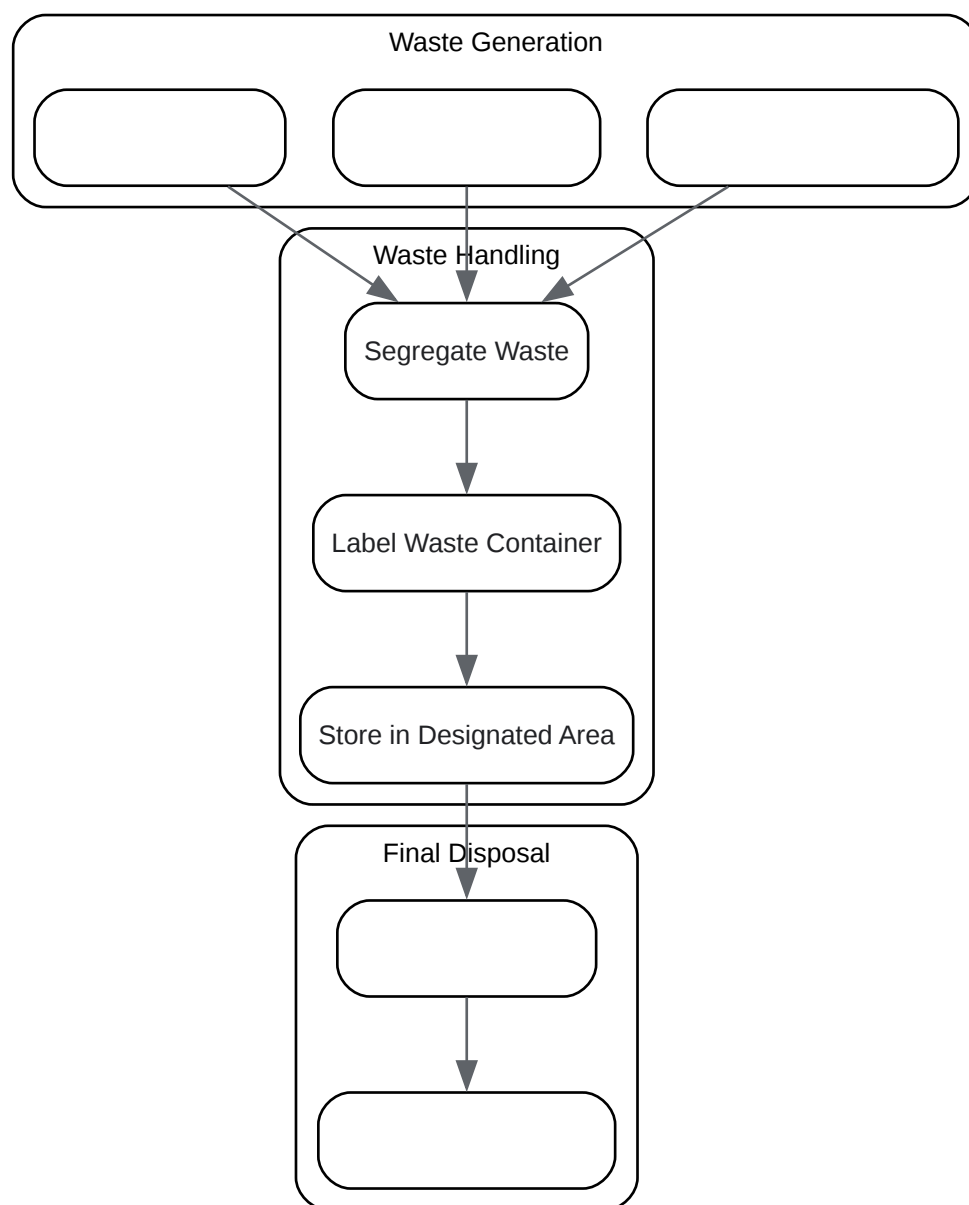 Waste Generation
Waste Handling
Segregate Waste
Label Waste Container
Store in Designated Area
Final Disposal